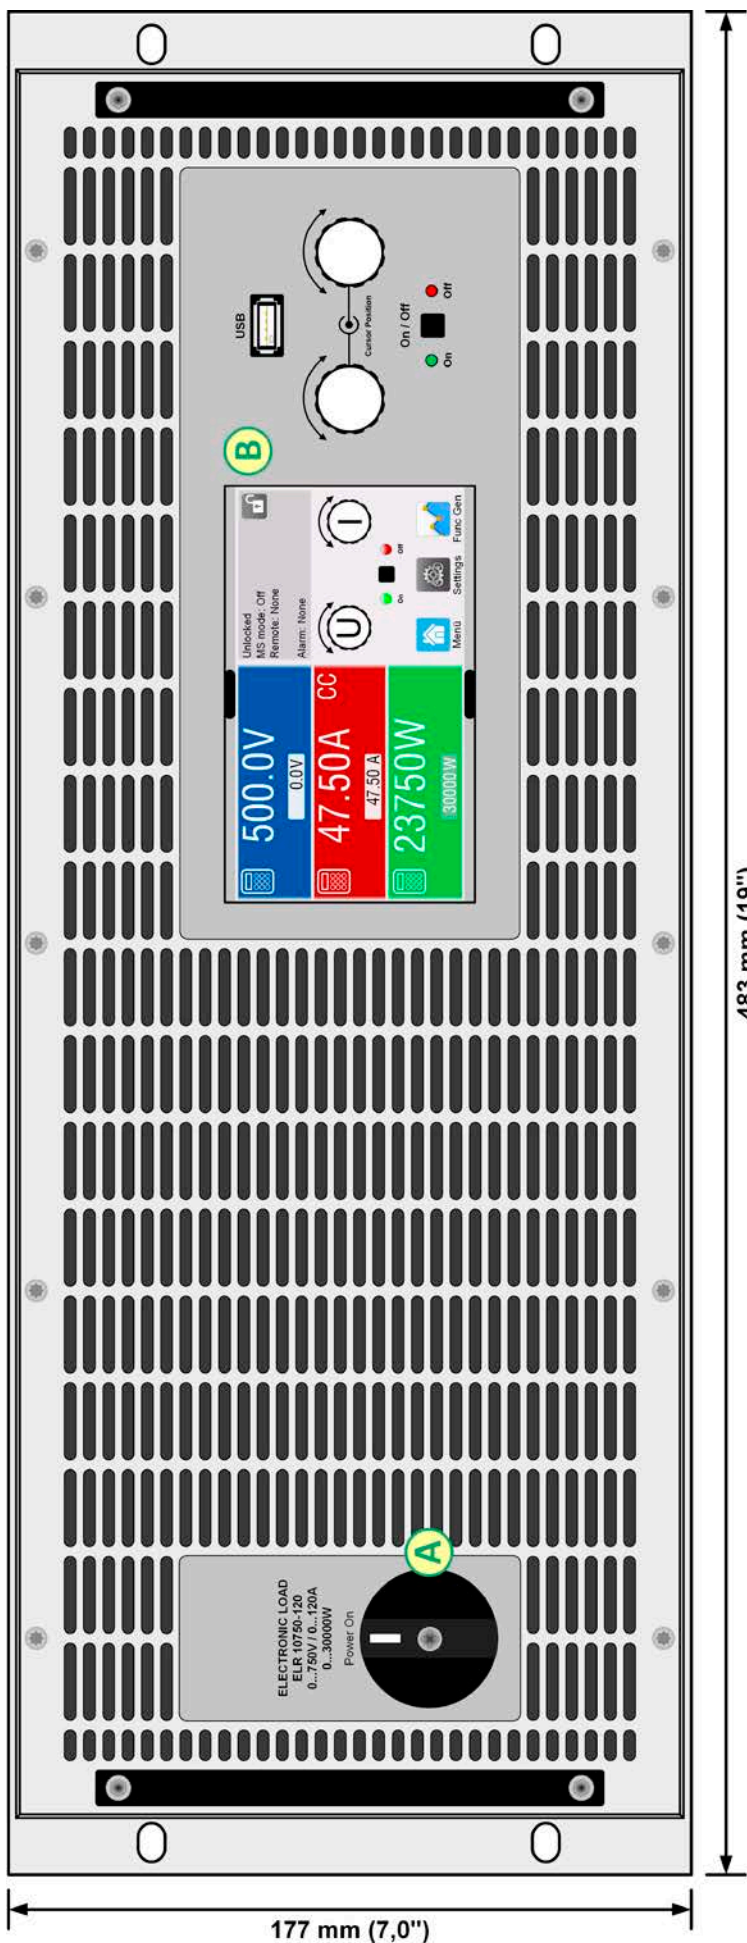 ELECTRONIC LOAD
ELR 10750-120
0...750V / 0...120A
0...30000W
Power On
A
500.0V
0.0V
47.50A
CC
47.50 A
23750W
30000W
Unlocked
MS mode: Off
Remote: None
Alarm: None
U
I
On
Off
Menü
Settings
Func Gen
B
USB
Cursor Position
On / Off
On
Off
483 mm (19")
177 mm (7,0")